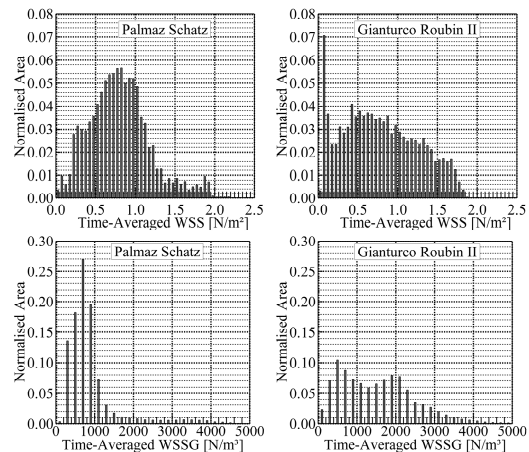 Palmaz Schatz
Normalised Area
0.08
0.07
0.06
0.05
0.04
0.03
0.02
0.01
0.00
0.0 0.5 1.0 1.5 2.0 2.5
Time-Averaged WSS [N/m²]
Gianturco Roubin II
Normalised Area
0.08
0.07
0.06
0.05
0.04
0.03
0.02
0.01
0.00
0.0 0.5 1.0 1.5 2.0 2.5
Time-Averaged WSS [N/m²]
Palmaz Schatz
Normalised Area
0.30
0.25
0.20
0.15
0.10
0.05
0.00
0 1000 2000 3000 4000 5000
Time-Averaged WSSG [N/m³]
Gianturco Roubin II
Normalised Area
0.30
0.25
0.20
0.15
0.10
0.05
0.00
0 1000 2000 3000 4000 5000
Time-Averaged WSSG [N/m³]